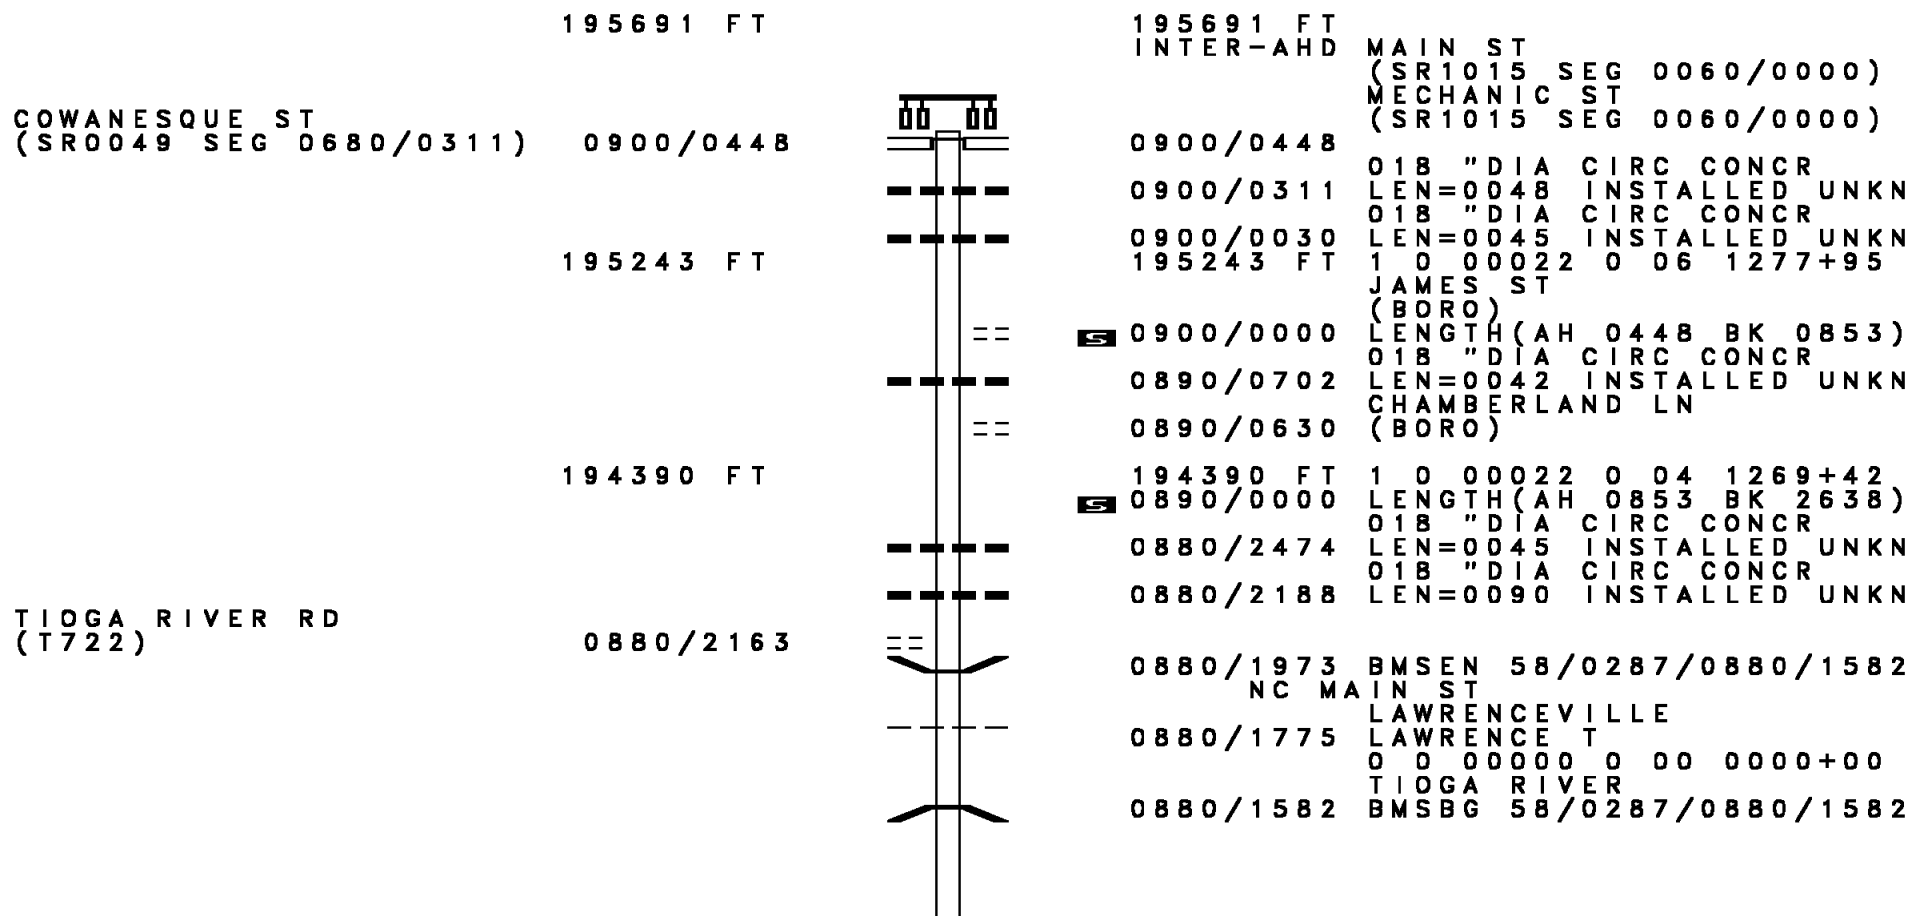 195691 FT 195691 FT
INTER-AHD MAIN ST
(SR1015 SEG 0060/0000)
MECHANIC ST
COWANESQUE ST (SR1015 SEG 0060/0000)
(SR0049 SEG 0680/0311) 0900/0448 0900/0448
018 "DIA CIRC CONCR
0900/0311 LEN=0048 INSTALLED UNKN
018 "DIA CIRC CONCR
0900/0030 LEN=0045 INSTALLED UNKN
195243 FT 195243 FT 1 0 00022 0 06 1277+95
JAMES ST
(BORO)
S 0900/0000 LENGTH(AH 0448 BK 0853)
018 "DIA CIRC CONCR
0890/0702 LEN=0042 INSTALLED UNKN
CHAMBERLAND LN
0890/0630 (BORO)
194390 FT 194390 FT 1 0 00022 0 04 1269+42
S 0890/0000 LENGTH(AH 0853 BK 2638)
018 "DIA CIRC CONCR
0880/2474 LEN=0045 INSTALLED UNKN
018 "DIA CIRC CONCR
0880/2188 LEN=0090 INSTALLED UNKN
TIOGA RIVER RD
(T722) 0880/2163
0880/1973 BMSEN 58/0287/0880/1582
NC MAIN ST
LAWRENCEVILLE
0880/1775 LAWRENCE T
0 0 00000 0 00 0000+00
TIOGA RIVER
0880/1582 BMSBG 58/0287/0880/1582